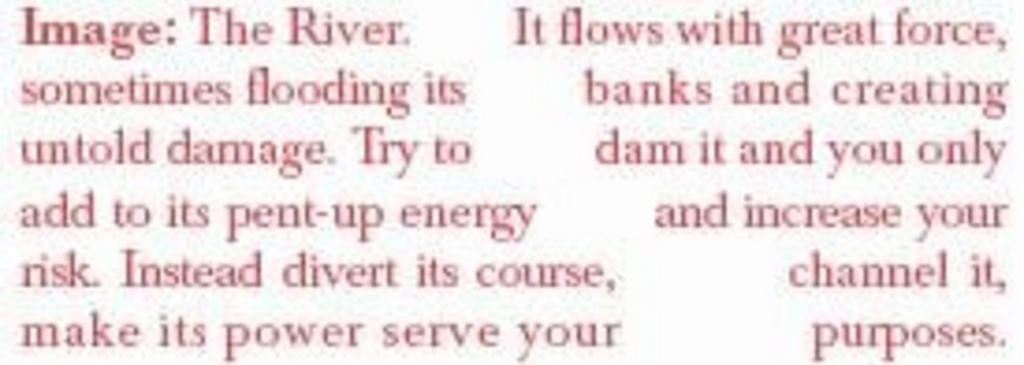 Image: The River. It flows with great force,
sometimes flooding its banks and creating
untold damage. Try to dam it and you only
add to its pent-up energy and increase your
risk. Instead divert its course, channel it,
make its power serve your purposes.